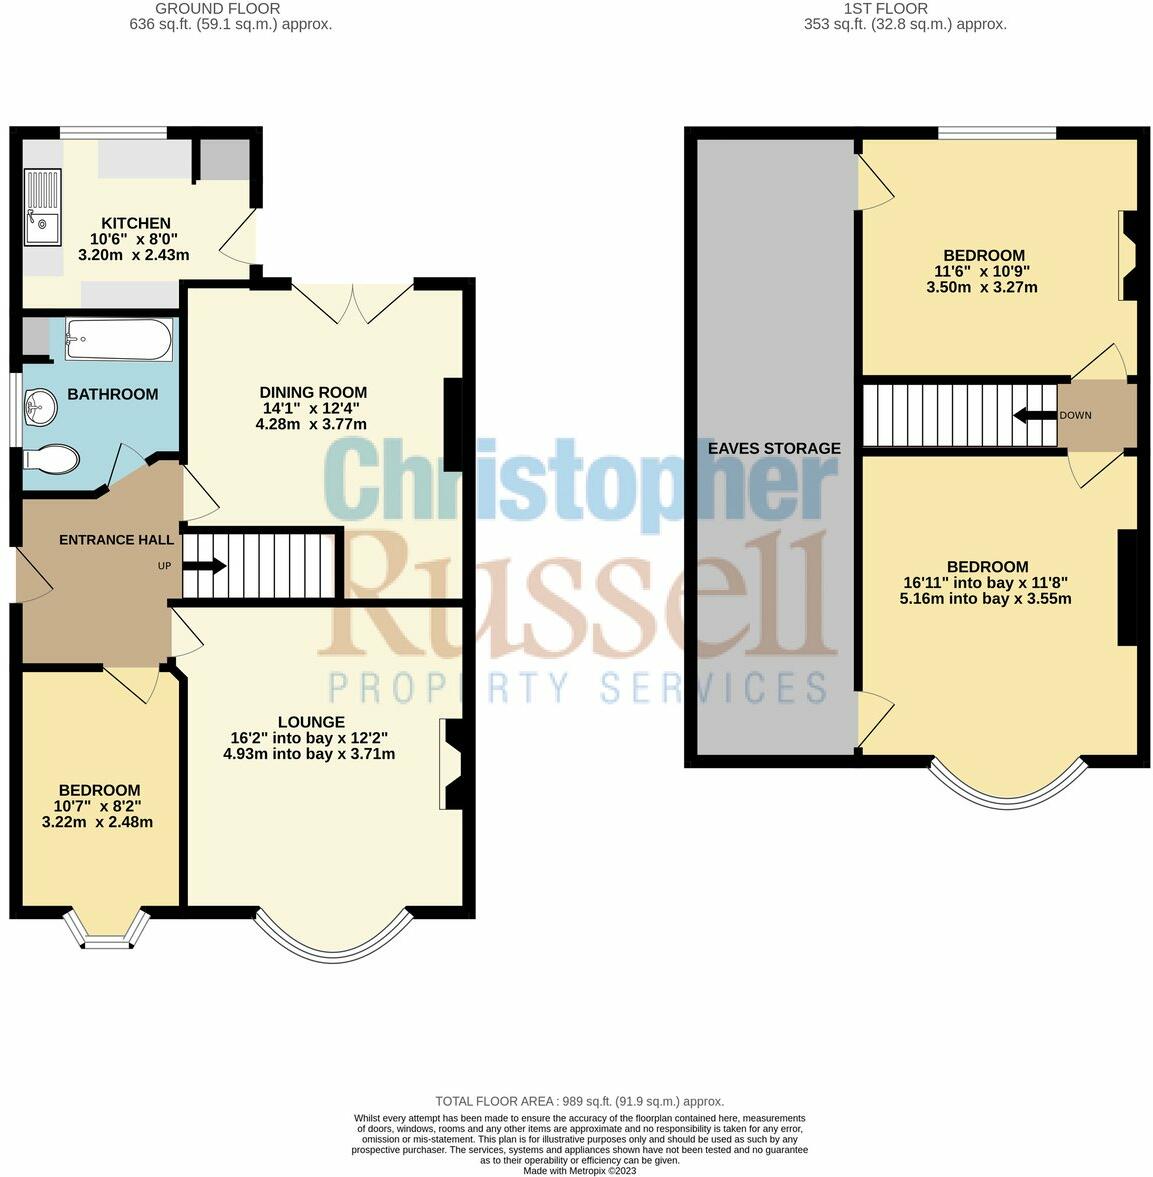 GROUND FLOOR
636 sq.ft. (59.1 sq.m.) approx.
1ST FLOOR
353 sq.ft. (32.8 sq.m.) approx.
KITCHEN
10'6" x 8'0"
3.20m x 2.43m
BATHROOM
DINING ROOM
14'1" x 12'4"
4.28m x 3.77m
ENTRANCE HALL
UP
LOUNGE
16'2" into bay x 12'2"
4.93m into bay x 3.71m
BEDROOM
10'7" x 8'2"
3.22m x 2.48m
BEDROOM
11'6" x 10'9"
3.50m x 3.27m
DOWN
EAVES STORAGE
BEDROOM
16'11" into bay x 11'8"
5.16m into bay x 3.55m
Christopher
Russell
PROPERTY SERVICES
TOTAL FLOOR AREA : 989 sq.ft. (91.9 sq.m.) approx.
Whilst every attempt has been made to ensure the accuracy of the floorplan contained here, measurements
of doors, windows, rooms and any other items are approximate and no responsibility is taken for any error,
omission or mis-statement. This plan is for illustrative purposes only and should be used as such by any
prospective purchaser. The services, systems and appliances shown have not been tested and no guarantee
as to their operability or efficiency can be given.
Made with Metropix ©2023